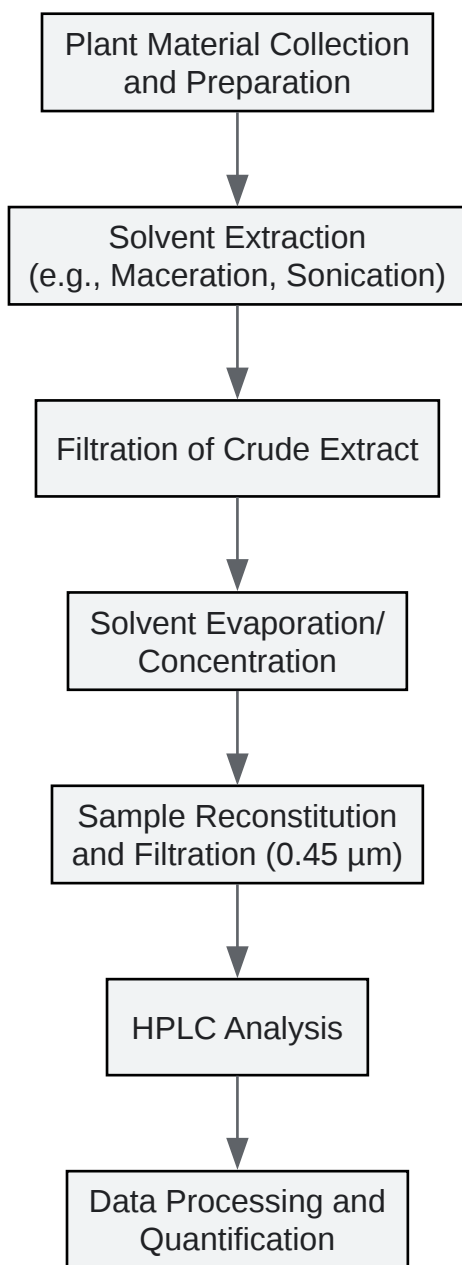 Plant Material Collection
and Preparation
Solvent Extraction
(e.g., Maceration, Sonication)
Filtration of Crude Extract
Solvent Evaporation/
Concentration
Sample Reconstitution
and Filtration (0.45 µm)
HPLC Analysis
Data Processing and
Quantification